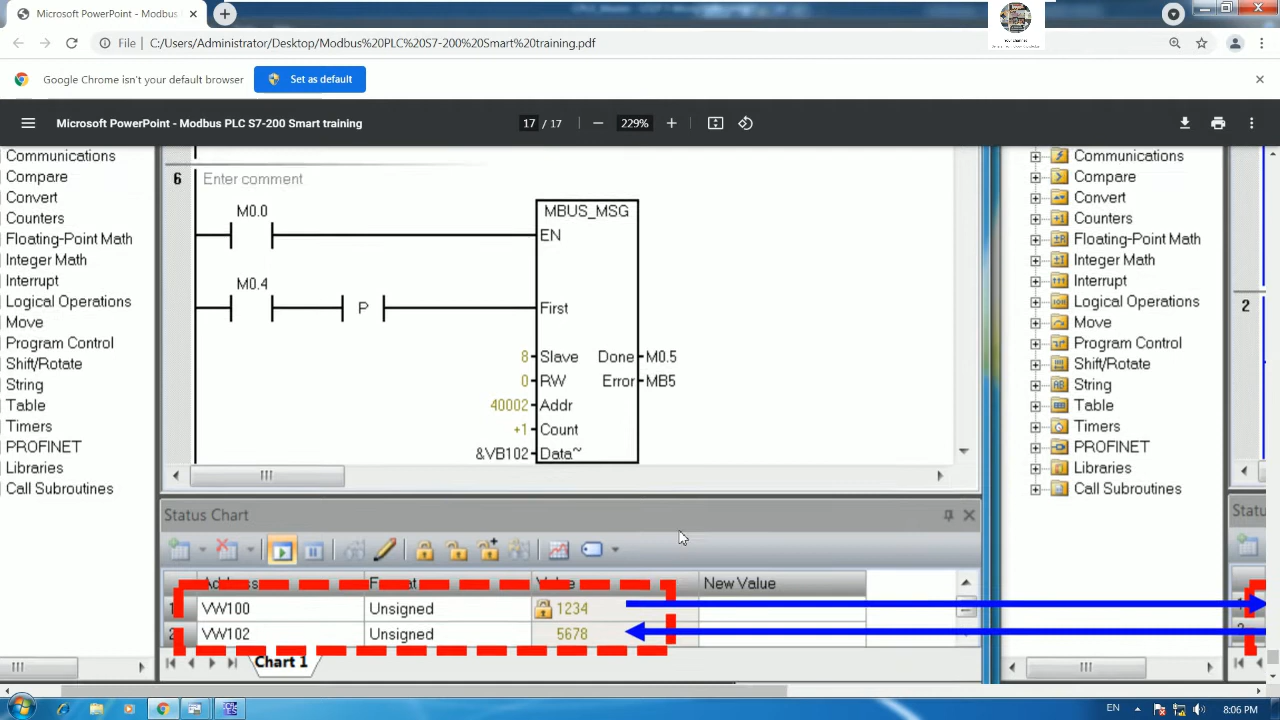 Microsoft PowerPoint - Modbus
File
C:/Users/Administrator/Desktop/Modbus%20PLC%20S7-200%20Smart%20training.pdf
Google Chrome isn't your default browser
Set as default
Microsoft PowerPoint - Modbus PLC S7-200 Smart training
17 / 17
229%
Communications
Compare
Convert
Counters
Floating-Point Math
Integer Math
Interrupt
Logical Operations
Move
Program Control
Shift/Rotate
String
Table
Timers
PROFINET
Libraries
Call Subroutines
6 Enter comment
M0.0
MBUS_MSG
EN
M0.4
P
First
8 Slave Done M0.5
0 RW Error MB5
40002 Addr
+1 Count
&VB102 Data~
Status Chart
Address Format Value New Value
1 VW100 Unsigned 1234
2 VW102 Unsigned 5678
Chart 1
Communications
Compare
Convert
Counters
Floating-Point Math
Integer Math
Interrupt
Logical Operations
Move
Program Control
Shift/Rotate
String
Table
Timers
PROFINET
Libraries
Call Subroutines
2
Statu
EN
8:06 PM